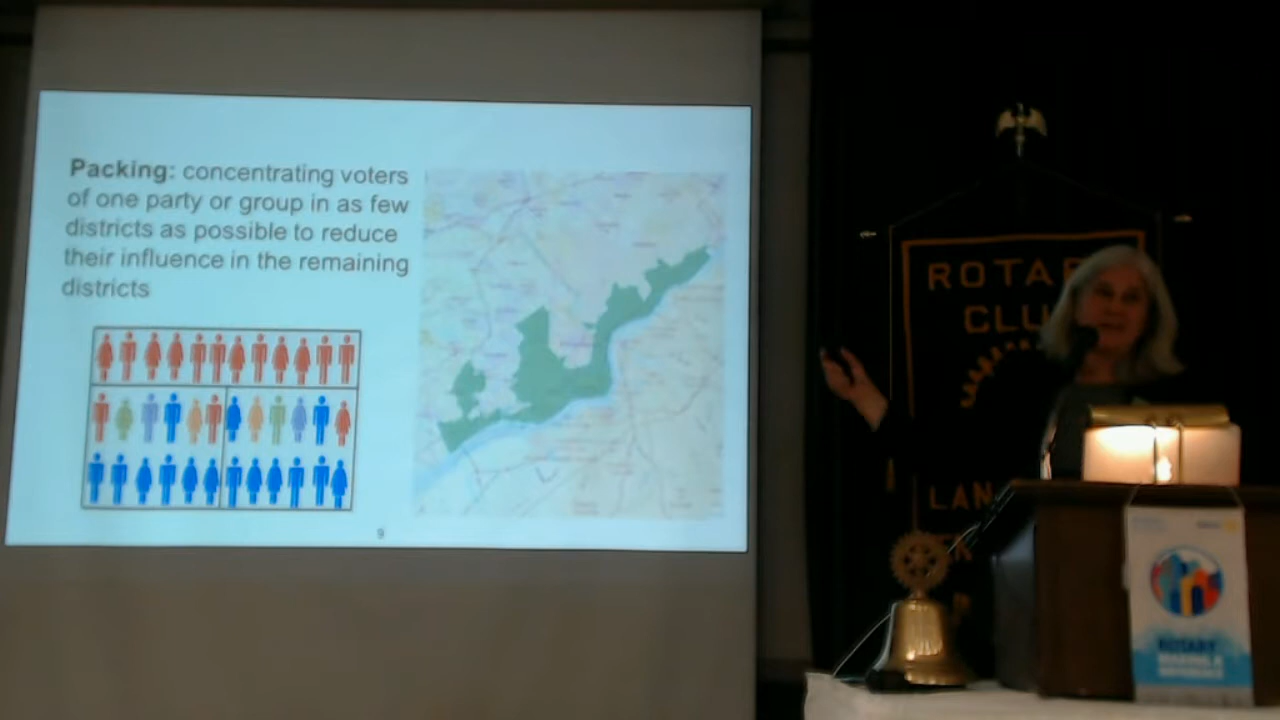 Packing: concentrating voters
of one party or group in as few
districts as possible to reduce
their influence in the remaining
districts
9
ROTAR
CLU
LAN
ROTARY